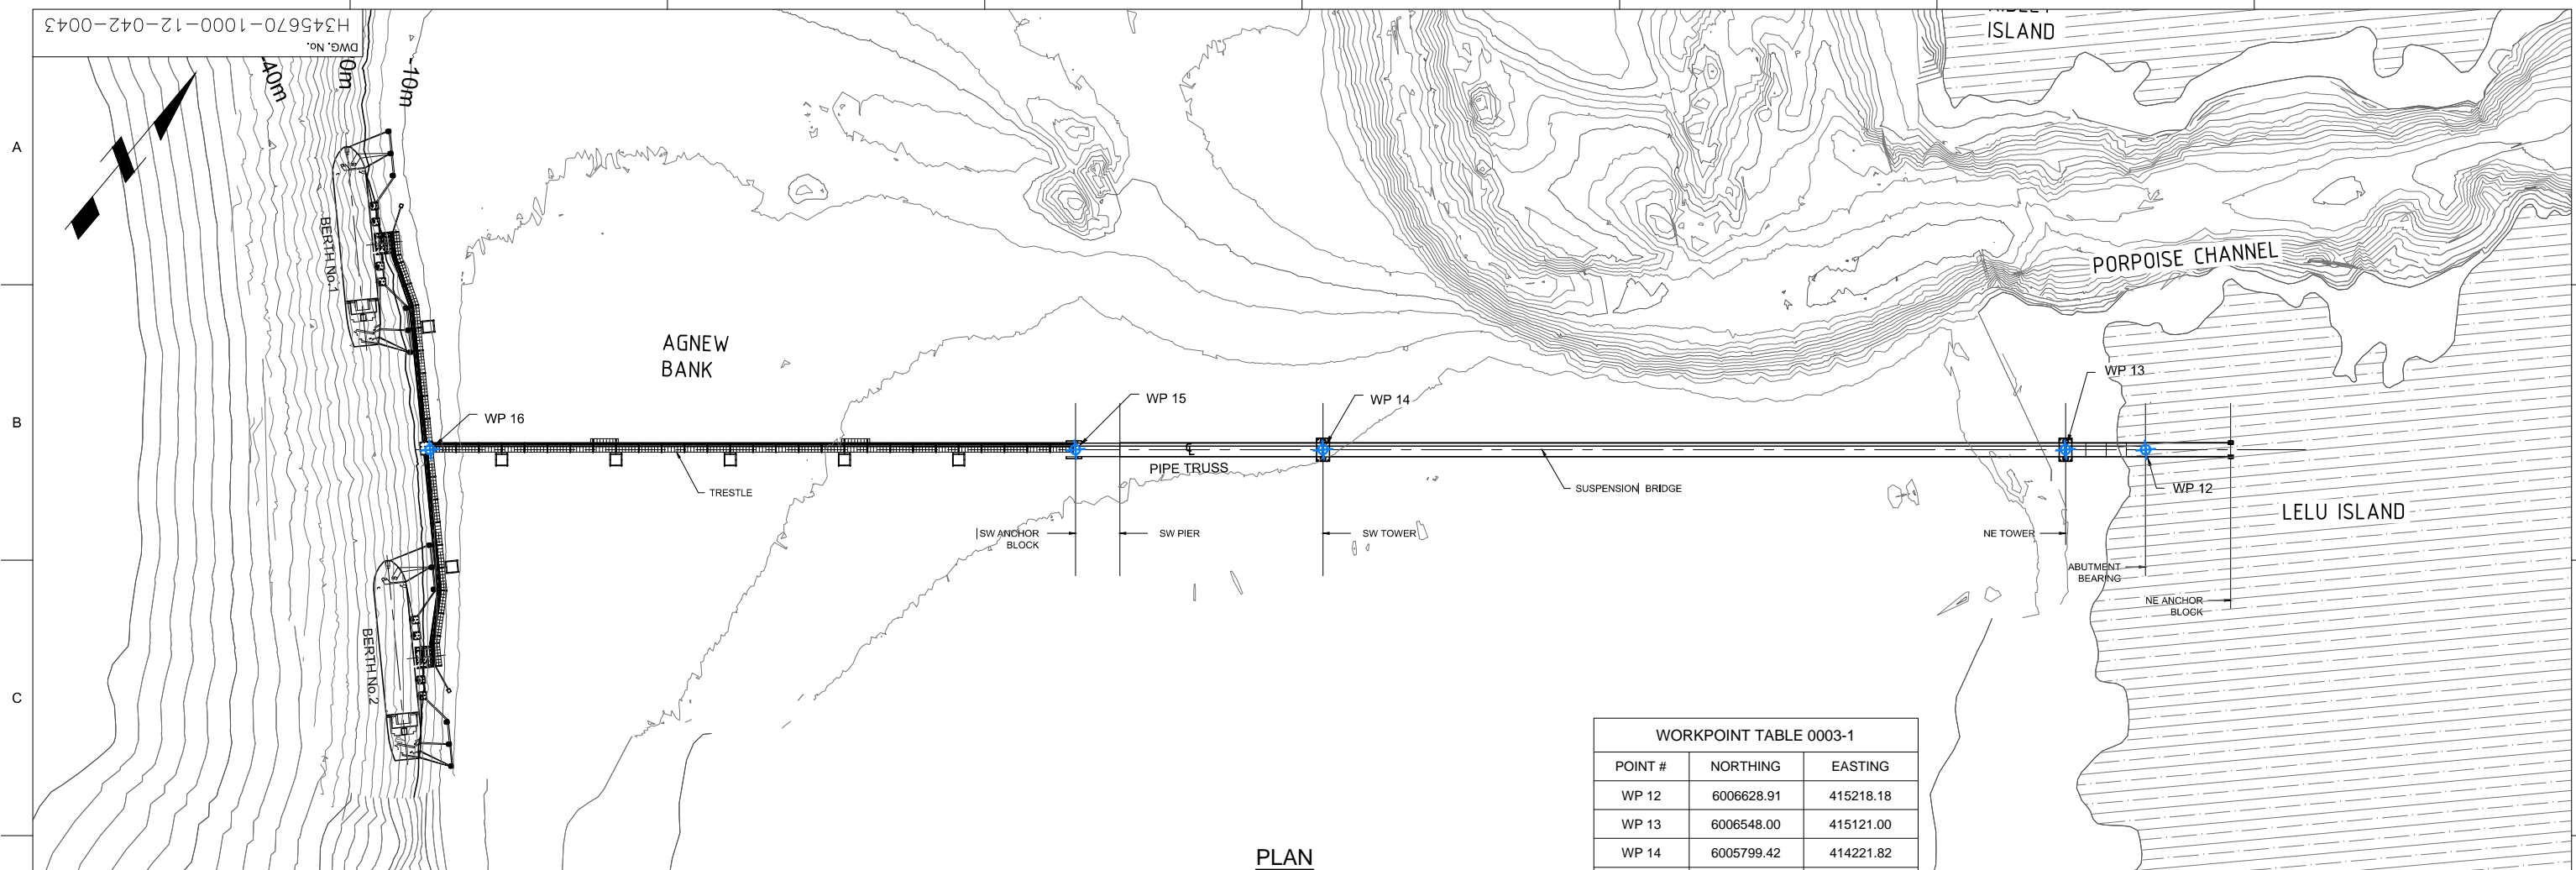 H345670-1000-12-042-0043
DWG. No.
ISLAND
-10m
40m
0m
A
B
C
BERTH No.1
BERTH No.2
AGNEW
BANK
PORPOISE CHANNEL
WP 16
WP 15
WP 14
WP 13
WP 12
PIPE TRUSS
TRESTLE
SUSPENSION BRIDGE
LELU ISLAND
SW ANCHOR
BLOCK
SW PIER
SW TOWER
NE TOWER
ABUTMENT
BEARING
NE ANCHOR
BLOCK
WORKPOINT TABLE 0003-1
POINT # NORTHING EASTING
WP 12 6006628.91 415218.18
WP 13 6006548.00 415121.00
WP 14 6005799.42 414221.82
PLAN